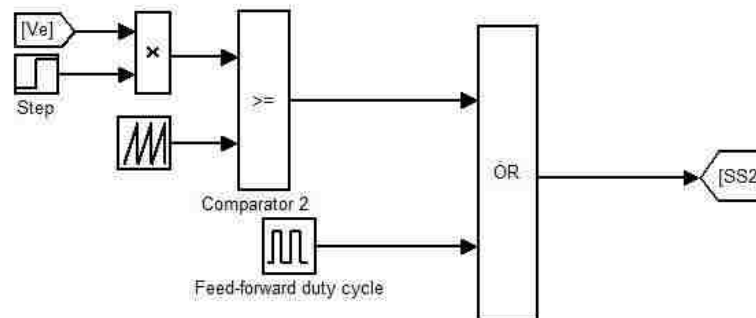 [Ve]
×
Step
>=
Comparator 2
OR
[SS2
Feed-forward duty cycle